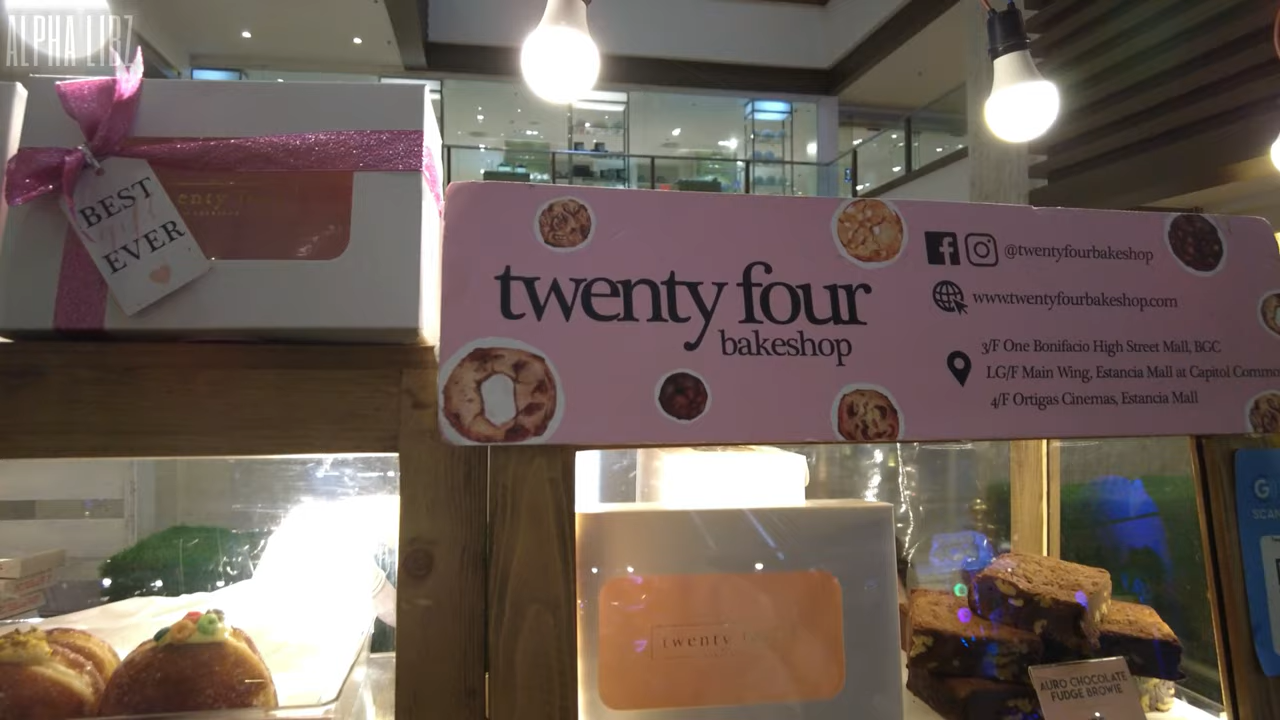 ALPHA LIBZ
BEST
EVER
twenty four
bakeshop
@twentyfourbakeshop
www.twentyfourbakeshop.com
3/F One Bonifacio High Street Mall, BGC
LG/F Main Wing, Estancia Mall at Capitol Commo
4/F Ortigas Cinemas, Estancia Mall
twenty
AURO CHOCOLATE
FUDGE BROWIE
G
SCAN